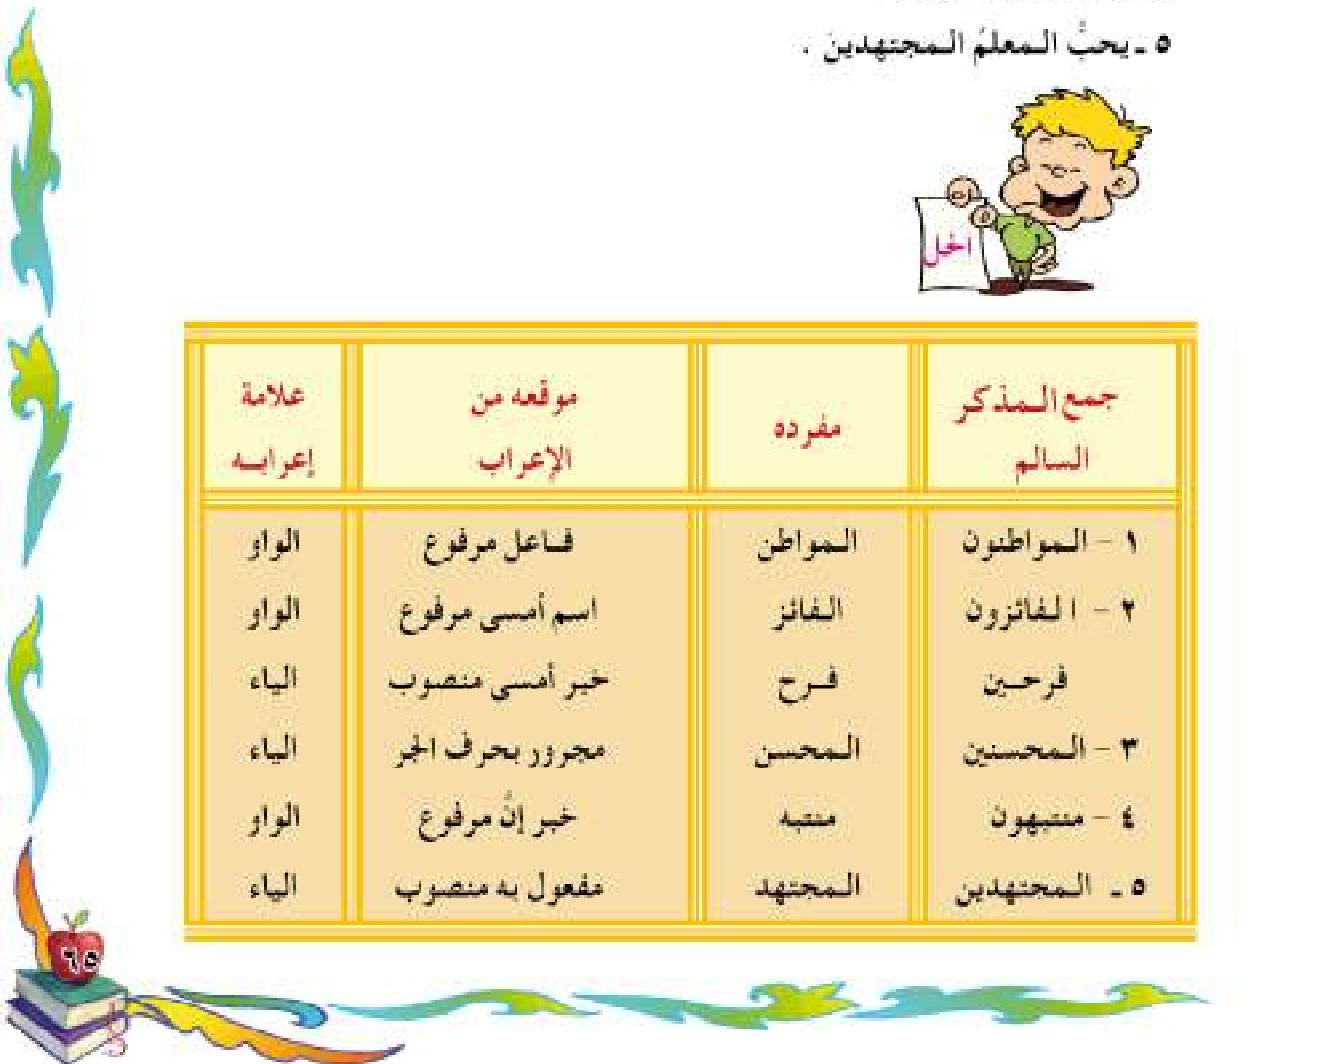 ٥ ـ يحبُّ المعلمُ المجتهدين .
الحل
جمع المذكر السالم	مفرده	موقعه من الإعراب	علامة إعرابه
١ - المواطنون	المواطن	فاعل مرفوع	الواو
٢ - الفائزون	الفائز	اسم أمسى مرفوع	الواو
فرحين	فرح	خبر أمسى منصوب	الياء
٣ - المحسنين	المحسن	مجرور بحرف الجر	الياء
٤ - منتبهون	منتبه	خبر إنَّ مرفوع	الواو
٥ ـ المجتهدين	المجتهد	مفعول به منصوب	الياء
٦٥